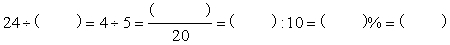 24÷(  )=4÷5=(  )/20=(  ):10=(  )%=(  )